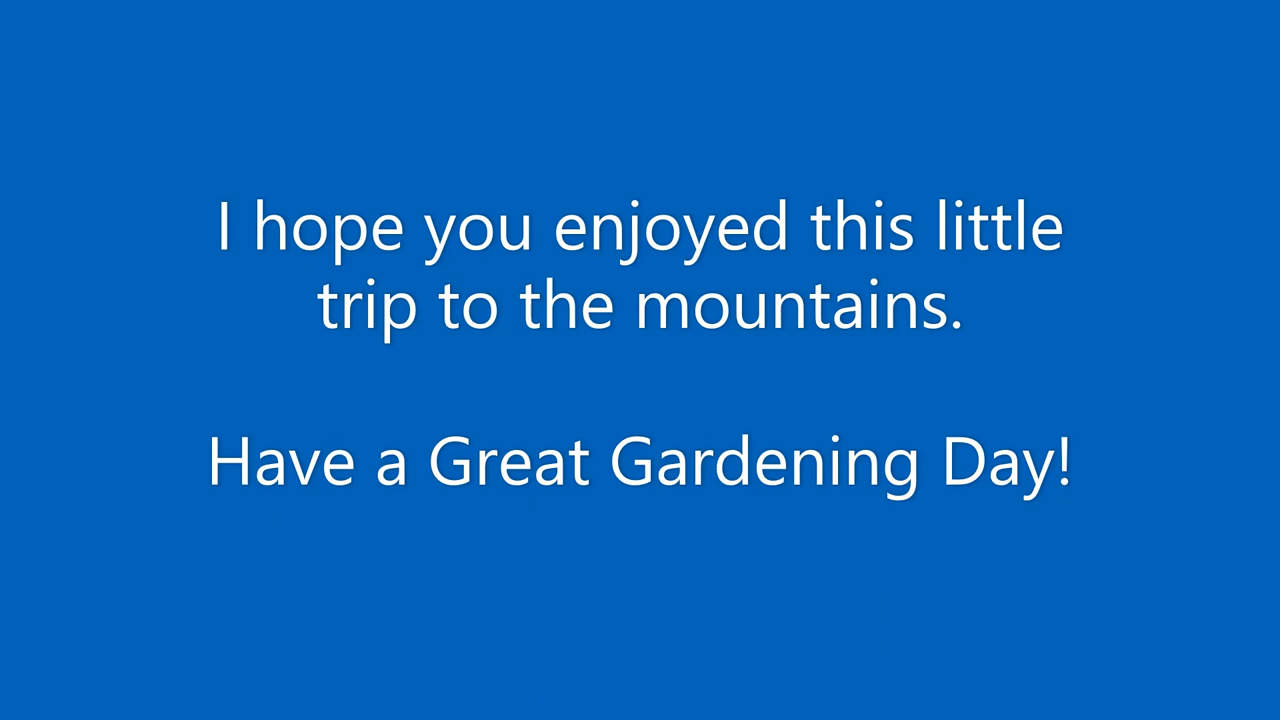 I hope you enjoyed this little
trip to the mountains.
Have a Great Gardening Day!